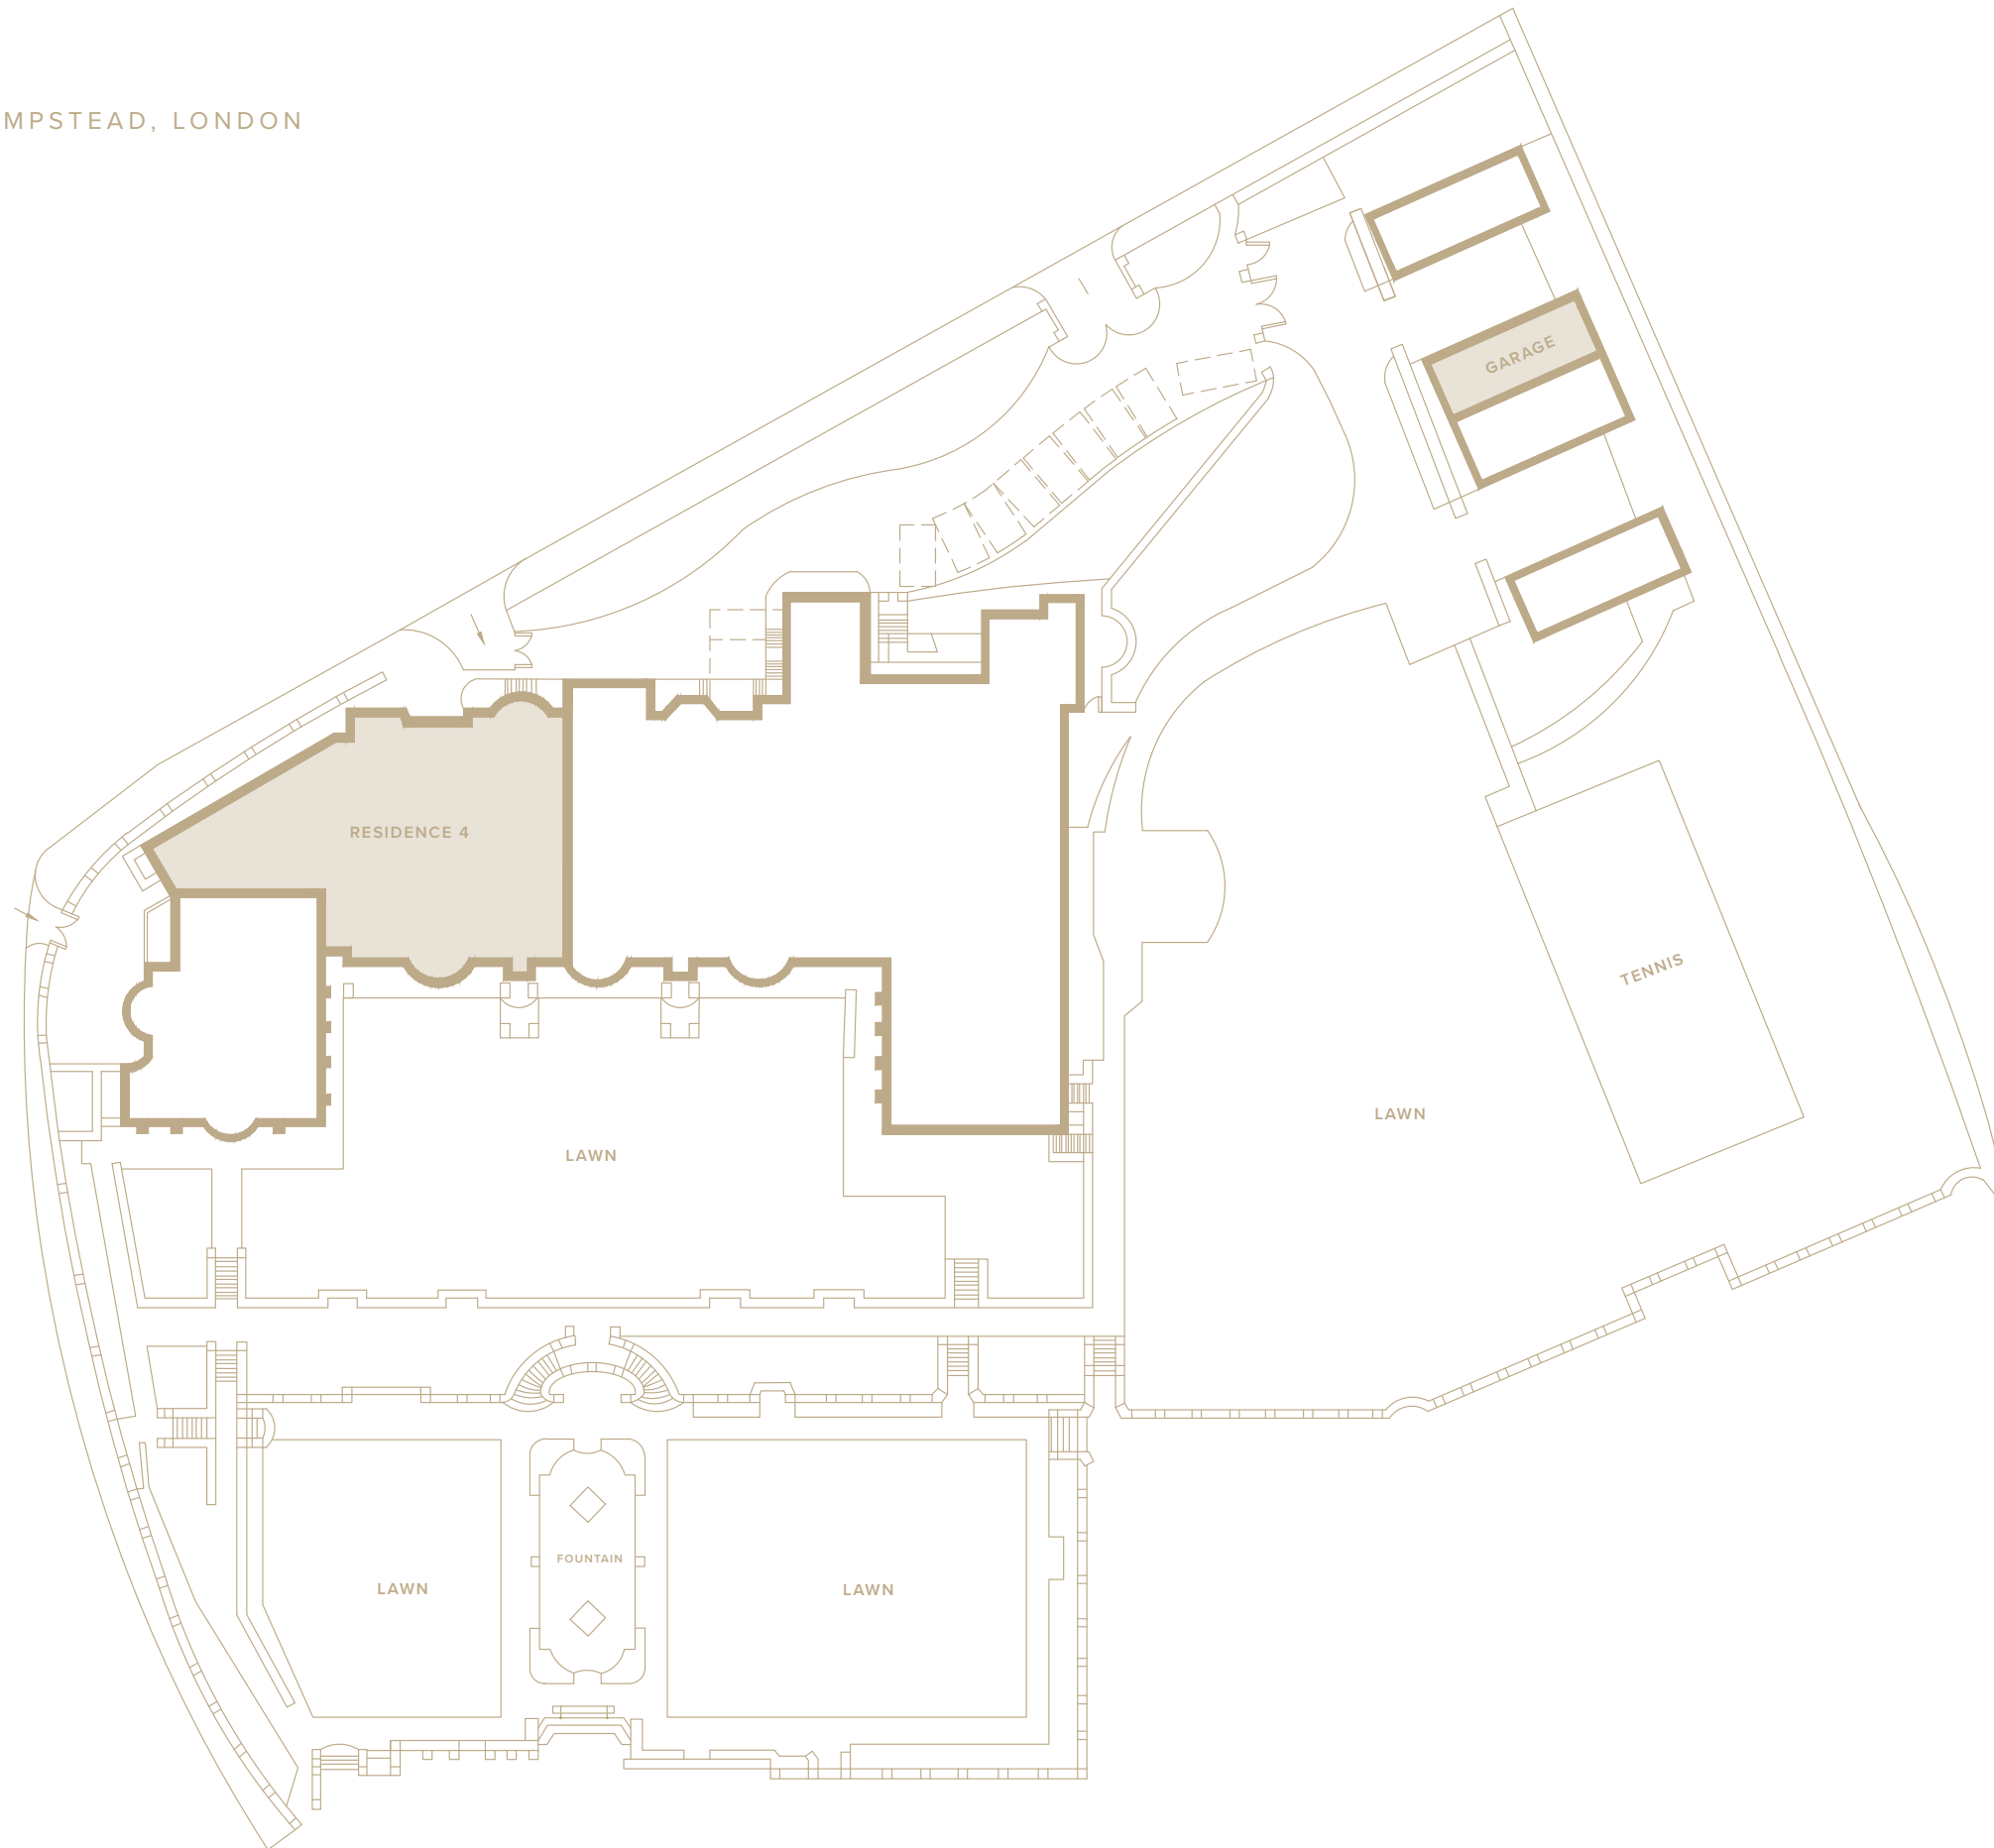 MPSTEAD, LONDON
GARAGE
RESIDENCE 4
TENNIS
LAWN
LAWN
FOUNTAIN
LAWN
LAWN